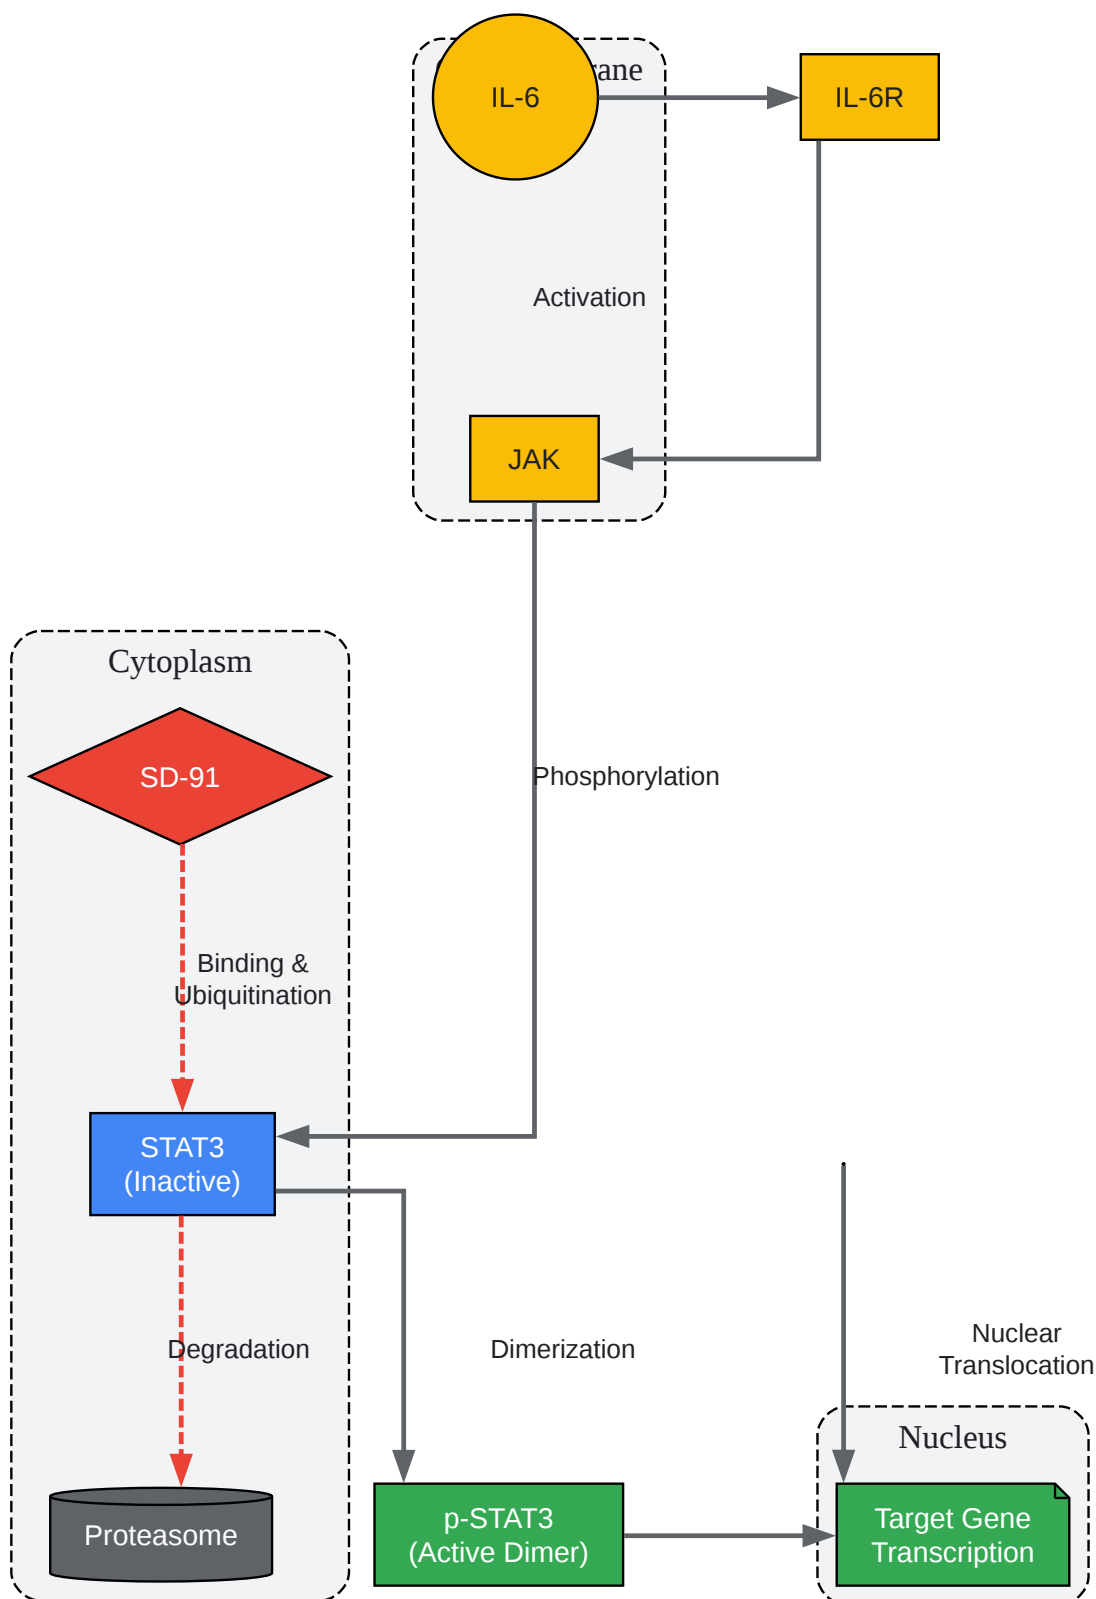 IL-6
IL-6R
Activation
JAK
Cytoplasm
SD-91
Phosphorylation
Binding &
Ubiquitination
STAT3
(Inactive)
Degradation
Dimerization
Nuclear
Translocation
Nucleus
Proteasome
p-STAT3
(Active Dimer)
Target Gene
Transcription